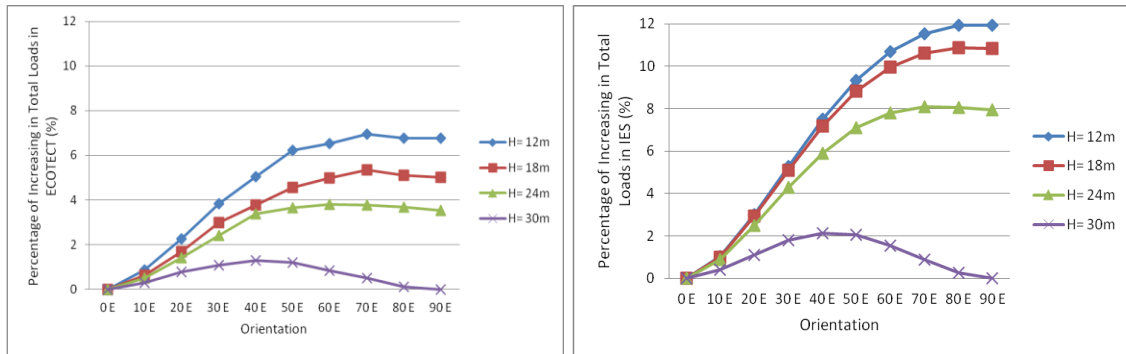 Percentage of Increasing in Total Loads in
ECOTECT (%)
12
10
8
6
4
2
0
0 E 10 E 20 E 30 E 40 E 50 E 60 E 70 E 80 E 90 E
Orientation
H= 12m
H= 18m
H= 24m
H= 30m
Percentage of Increasing in Total
Loads in IES (%)
12
10
8
6
4
2
0
0 E 10 E 20 E 30 E 40 E 50 E 60 E 70 E 80 E 90 E
Orientation
H= 12m
H= 18m
H= 24m
H= 30m